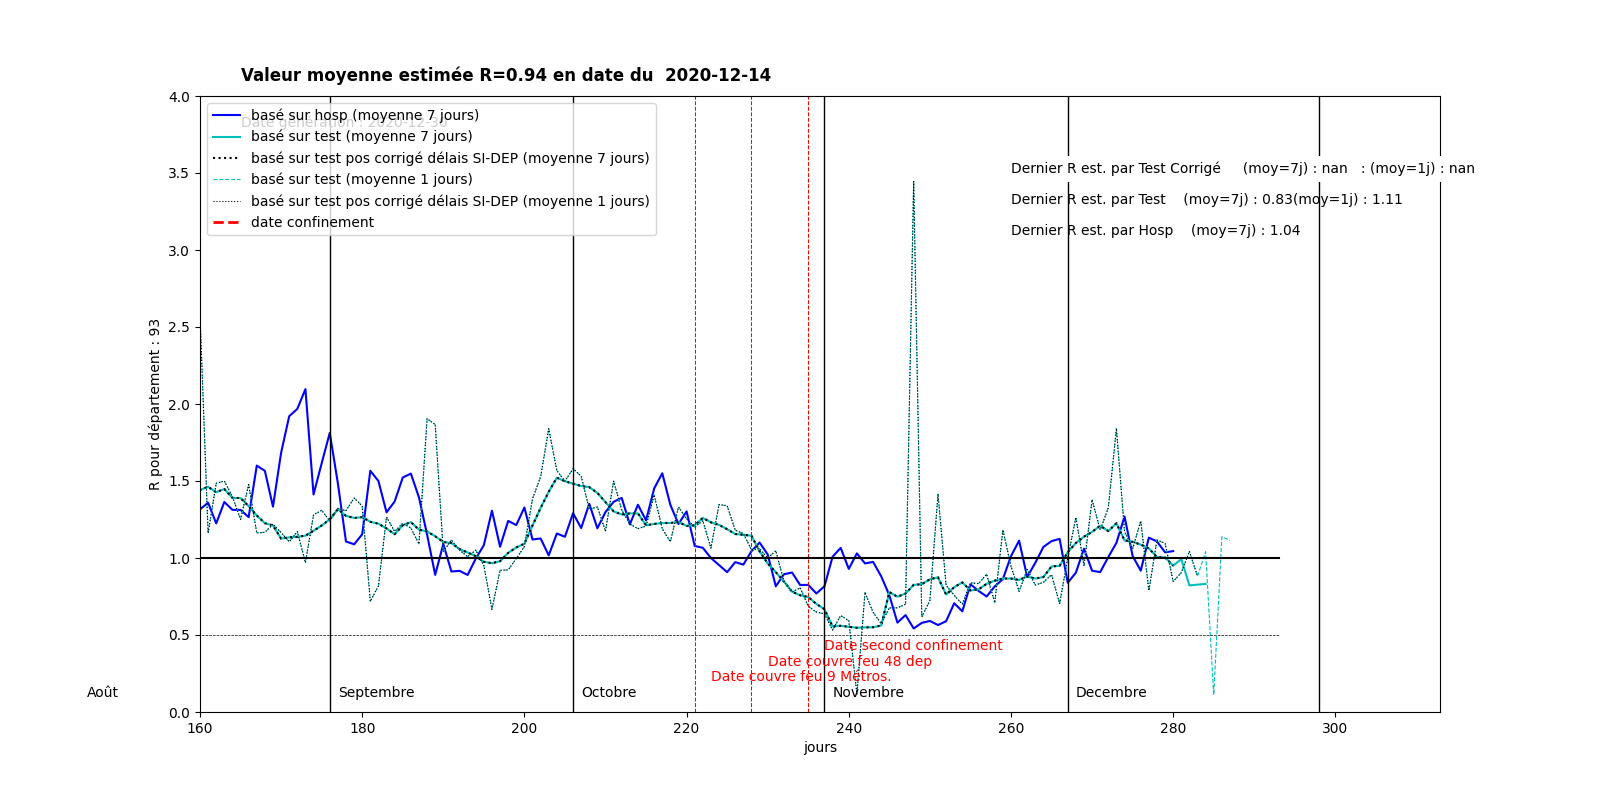 Valeur moyenne estimée R=0.94 en date du  2020-12-14
Date génération : 2020-12-30
basé sur hosp (moyenne 7 jours)
basé sur test (moyenne 7 jours)
basé sur test pos corrigé délais SI-DEP (moyenne 7 jours)
basé sur test (moyenne 1 jours)
basé sur test pos corrigé délais SI-DEP (moyenne 1 jours)
date confinement
Dernier R est. par Test Corrigé (moy=7j) : nan : (moy=1j) : nan
Dernier R est. par Test (moy=7j) : 0.83(moy=1j) : 1.11
Dernier R est. par Hosp (moy=7j) : 1.04
R pour département : 93
4.0
3.5
3.0
2.5
2.0
1.5
1.0
0.5
0.0
Date second confinement
Date couvre feu 48 dep
Date couvre feu 9 Métros.
Août Septembre Octobre Novembre Decembre
160 180 200 220 240 260 280 300
jours